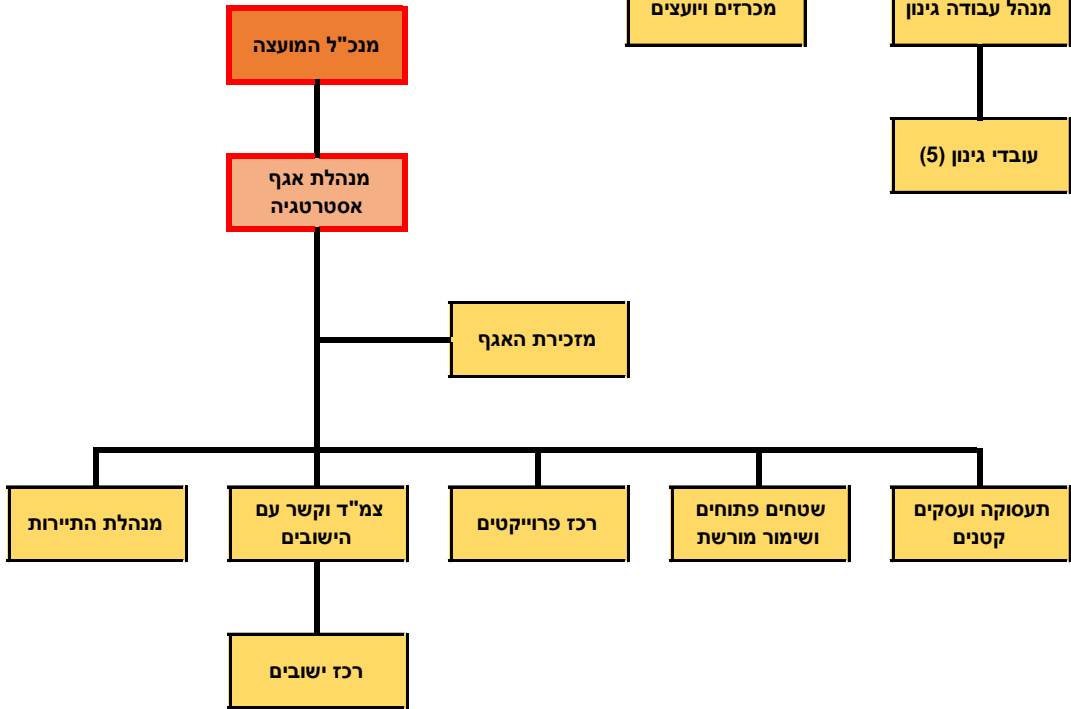 מנהל עבודה גינון
מכרזים ויועצים
מנכ"ל המועצה
עובדי גינון (5)
מנהלת אגף
אסטרטגיה
מזכירת האגף
תעסוקה ועסקים
קטנים
שטחים פתוחים
ושימור מורשת
רכז פרוייקטים
צמ"ד וקשר עם
הישובים
מנהלת התיירות
רכז ישובים